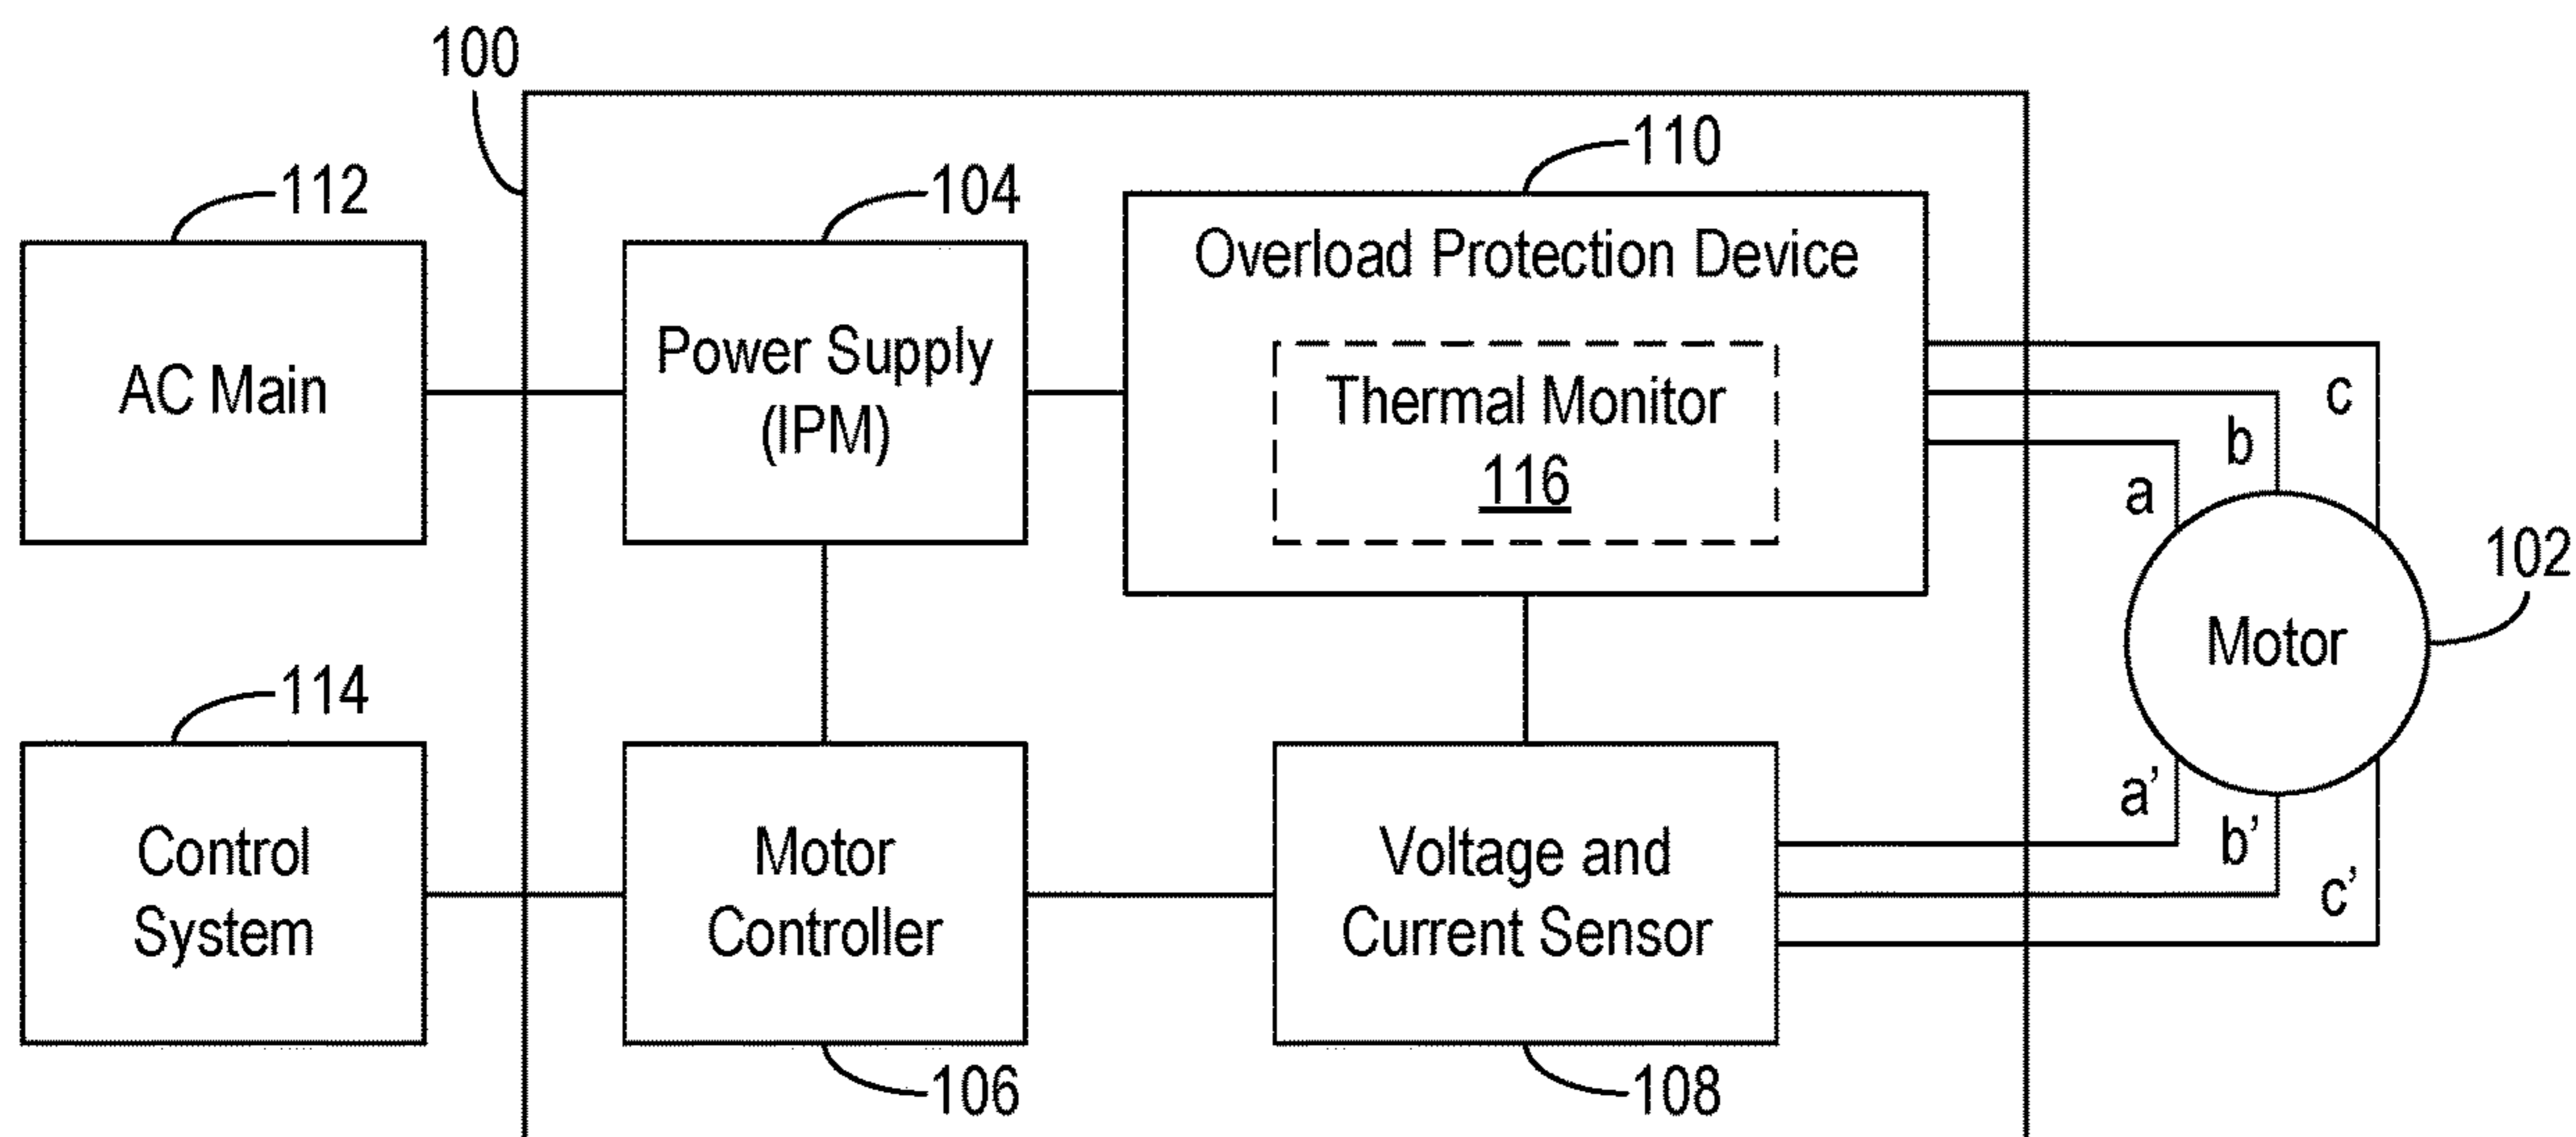 100
110
112
104
Overload Protection Device
AC Main
Power Supply
(IPM)
Thermal Monitor
116
c
b
a
102
Motor
114
a’
b’
c’
Control
System
Motor
Controller
Voltage and
Current Sensor
106
108